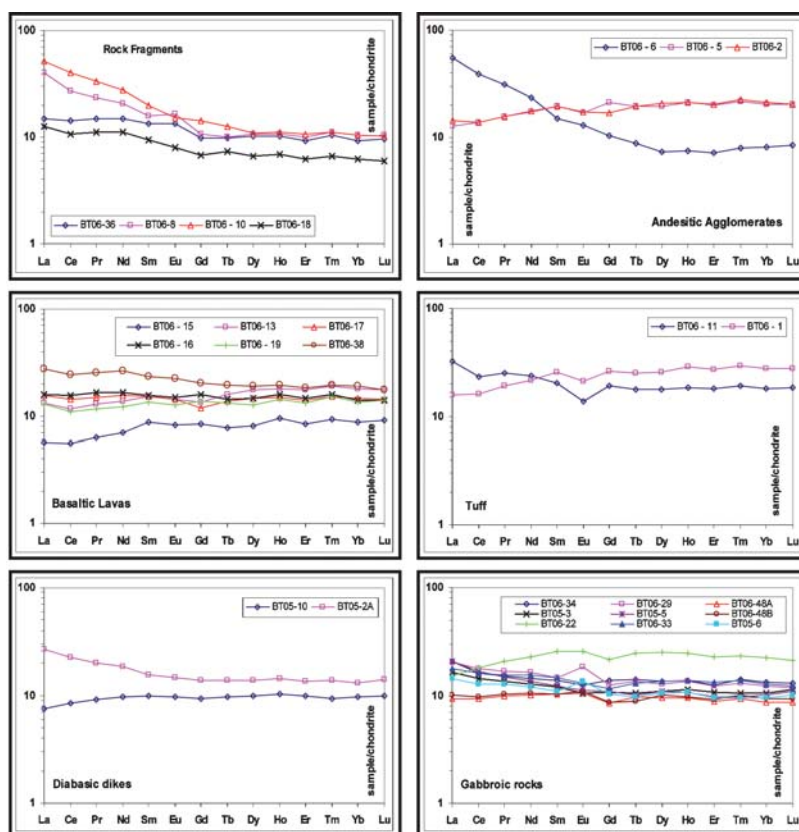 100
Rock Fragments
sample/chondrite
10
BT06-36 BT06-8 BT06 - 10 BT06-18
1
La Ce Pr Nd Sm Eu Gd Tb Dy Ho Er Tm Yb Lu
100
BT06 - 6 BT06 - 5 BT06-2
10
sample/chondrite
Andesitic Agglomerates
1
La Ce Pr Nd Sm Eu Gd Tb Dy Ho Er Tm Yb Lu
100
BT06 - 15 BT06-13 BT06-17
BT06 - 16 BT06 - 19 BT06-38
10
sample/chondrite
Basaltic Lavas
1
La Ce Pr Nd Sm Eu Gd Tb Dy Ho Er Tm Yb Lu
100
BT06 - 11 BT06 - 1
10
sample/chondrite
Tuff
1
La Ce Pr Nd Sm Eu Gd Tb Dy Ho Er Tm Yb Lu
100
BT05-10 BT05-2A
10
sample/chondrite
Diabasic dikes
1
La Ce Pr Nd Sm Eu Gd Tb Dy Ho Er Tm Yb Lu
100
BT06-34 BT06-29 BT06-48A
BT05-3 BT05-5 BT06-48B
BT06-22 BT06-33 BT05-6
10
sample/chondrite
Gabbroic rocks
1
La Ce Pr Nd Sm Eu Gd Tb Dy Ho Er Tm Yb Lu